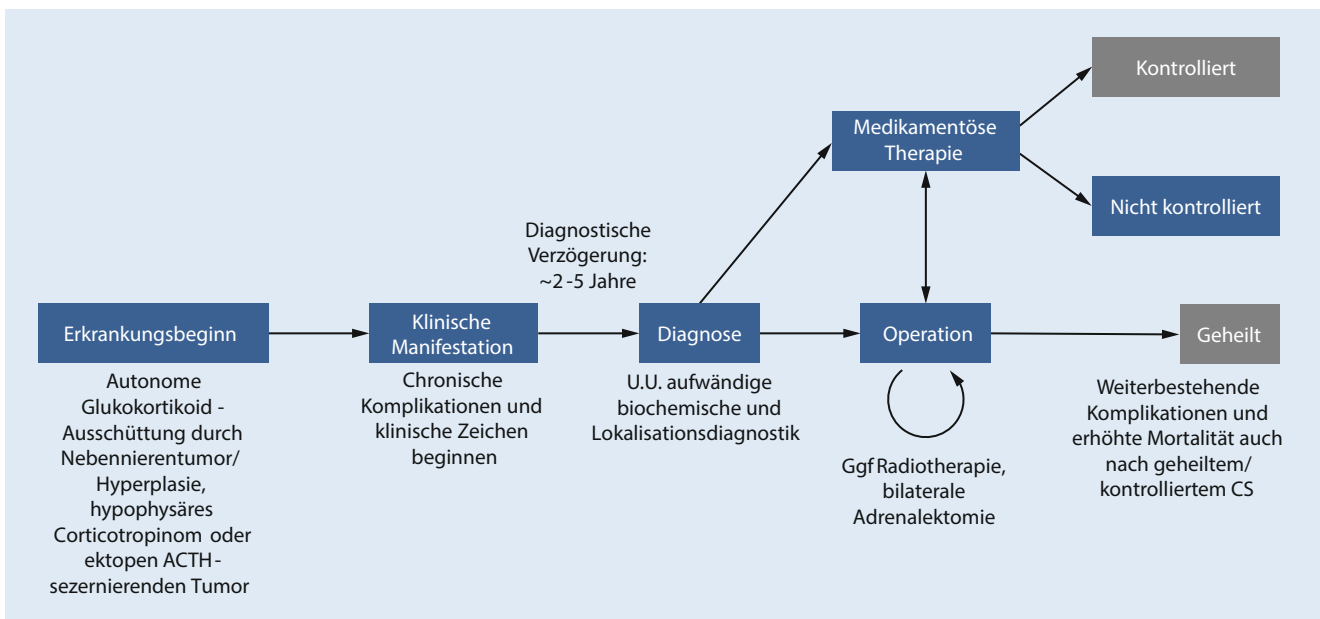 Kontrolliert
Medikamentöse
Therapie
Nicht kontrolliert
Diagnostische
Verzögerung:
~2-5 Jahre
Erkrankungsbeginn
Klinische
Manifestation
Diagnose
Operation
Geheilt
Autonome
Glukokortikoid -
Ausschüttung durch
Nebennierentumor/
Hyperplasie,
hypophysäres
Corticotropinom oder
ektopen ACTH-
sezernierenden Tumor
Chronische
Komplikationen und
klinische Zeichen
beginnen
U.U. aufwändige
biochemische und
Lokalisationsdiagnostik
Ggf Radiotherapie,
bilaterale
Adrenalektomie
Weiterbestehende
Komplikationen und
erhöhte Mortalität auch
nach geheiltem/
kontrolliertem CS